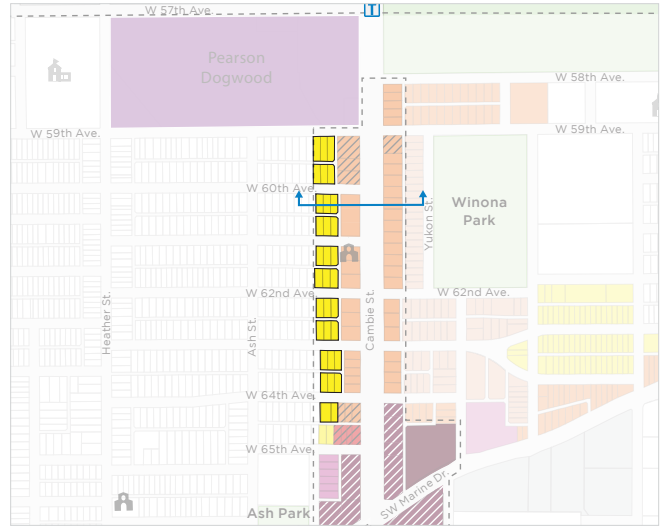 W 57th Ave.
T
Pearson
Dogwood
W 58th Ave.
W 59th Ave.
W 59th Ave.
W 60th Ave.
Winona
Park
Yukon St.
W 62nd Ave.
W 62nd Ave.
Heather St.
Ash St.
Cambie St.
W 64th Ave.
W 65th Ave.
SW Marine Dr.
Ash Park